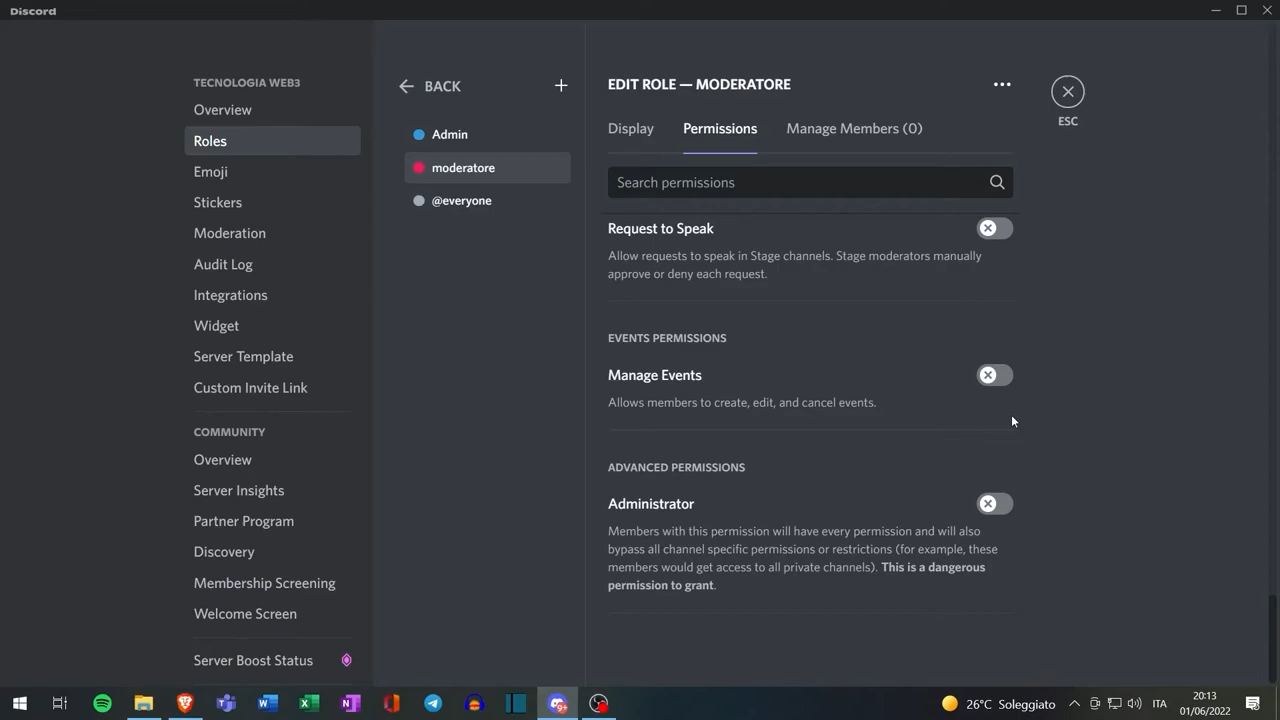 Discord
TECNOLOGIA WEB3
Overview
Roles
Emoji
Stickers
Moderation
Audit Log
Integrations
Widget
Server Template
Custom Invite Link
COMMUNITY
Overview
Server Insights
Partner Program
Discovery
Membership Screening
Welcome Screen
Server Boost Status
BACK
Admin
moderatore
@everyone
EDIT ROLE — MODERATORE
Display Permissions Manage Members (0)
ESC
Search permissions
Request to Speak
Allow requests to speak in Stage channels. Stage moderators manually
approve or deny each request.
EVENTS PERMISSIONS
Manage Events
Allows members to create, edit, and cancel events.
ADVANCED PERMISSIONS
Administrator
Members with this permission will have every permission and will also
bypass all channel specific permissions or restrictions (for example, these
members would get access to all private channels). This is a dangerous
permission to grant.
26°C Soleggiato
ITA
20:13
01/06/2022